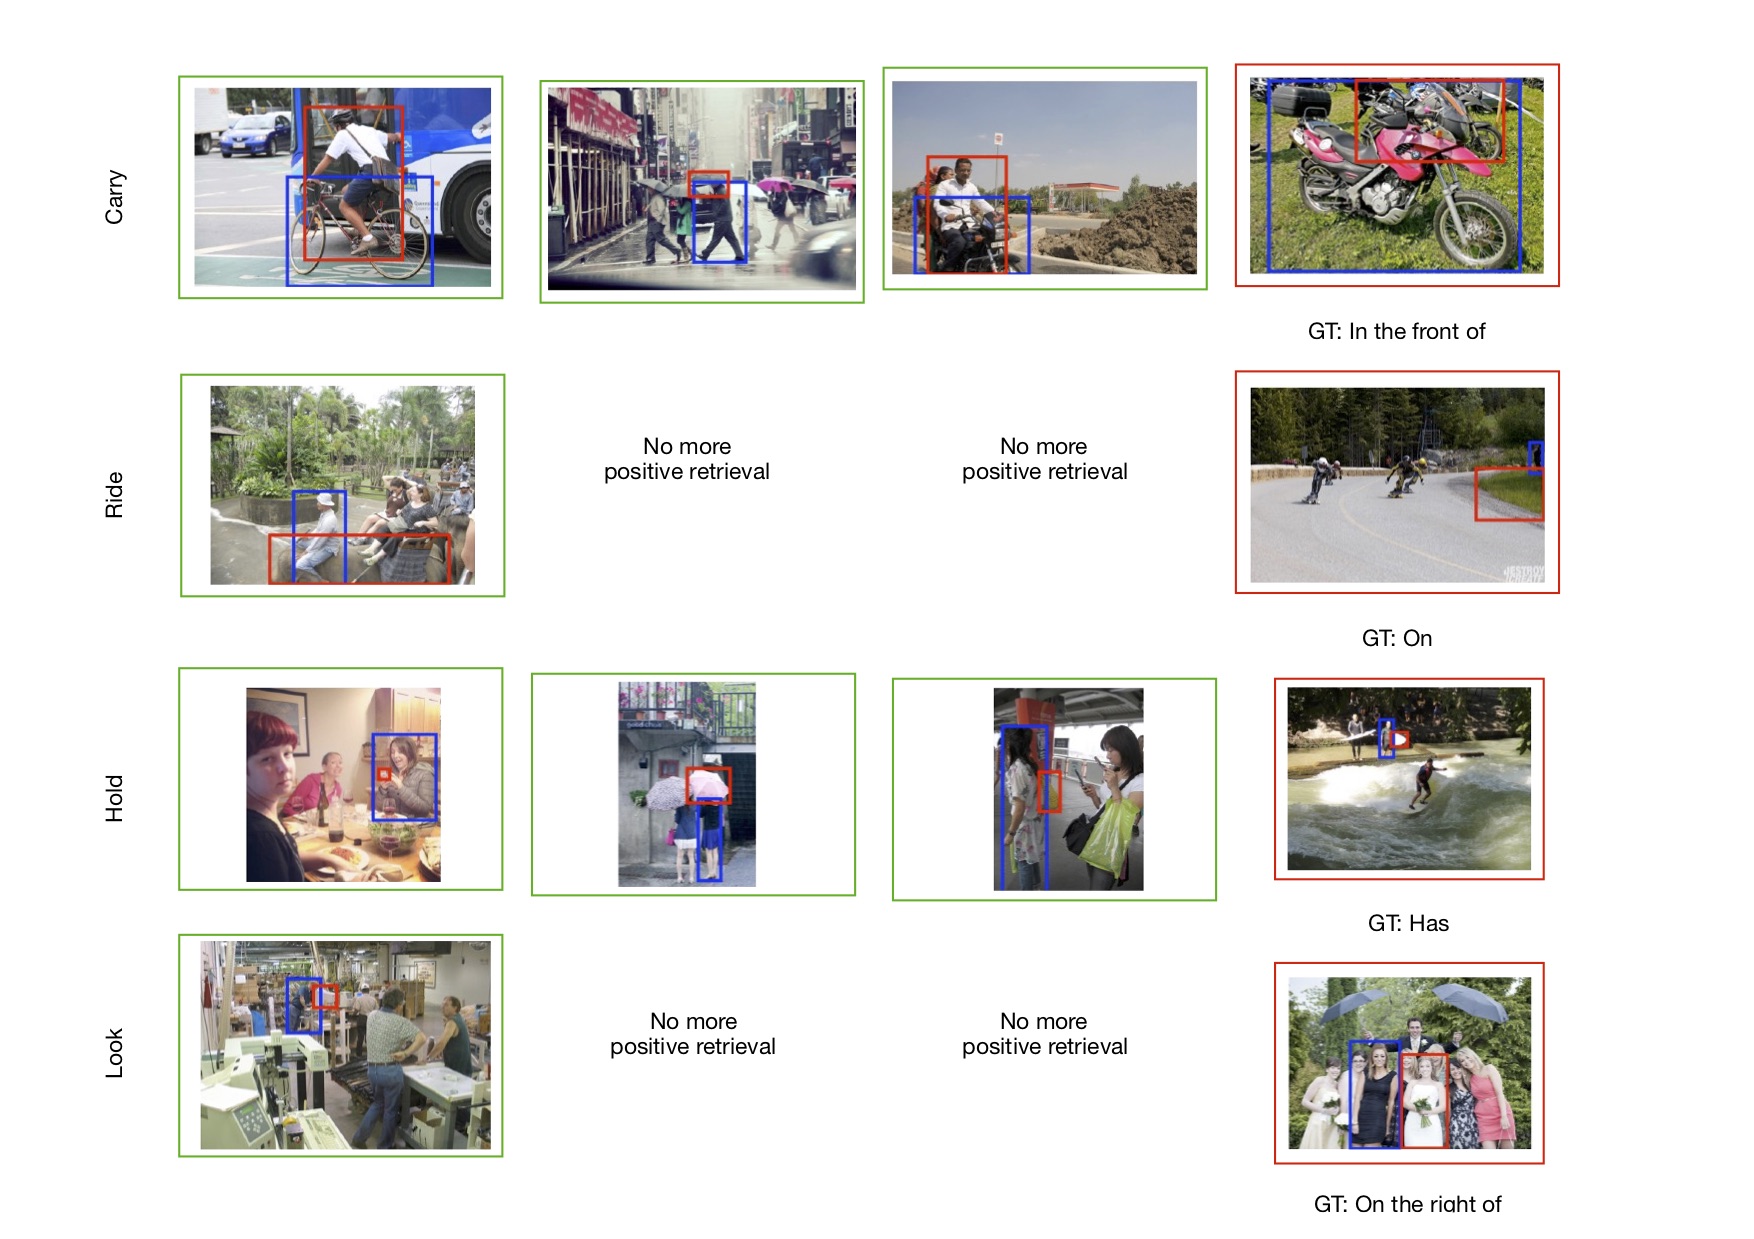 Carry
GT: In the front of
Ride
No more
positive retrieval
No more
positive retrieval
GT: On
Hold
GT: Has
Look
No more
positive retrieval
No more
positive retrieval
GT: On the right of